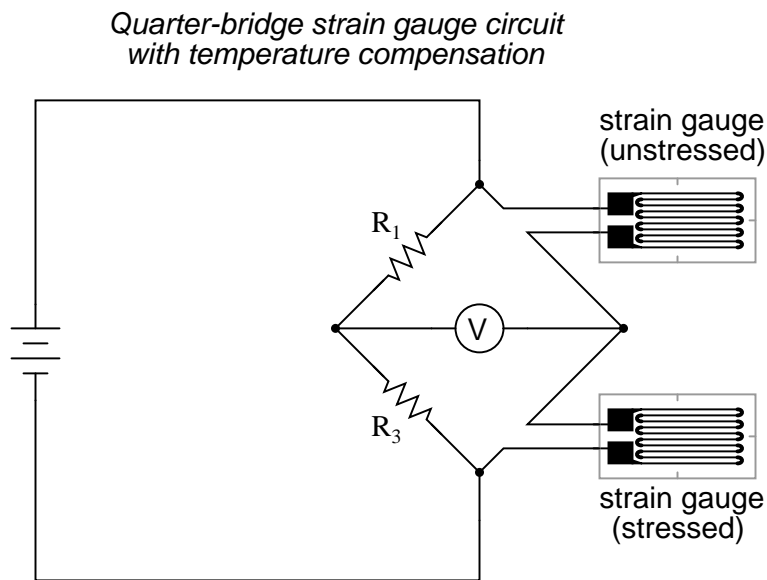 Quarter-bridge strain gauge circuit
with temperature compensation
strain gauge
(unstressed)
R₁
V
R₃
strain gauge
(stressed)